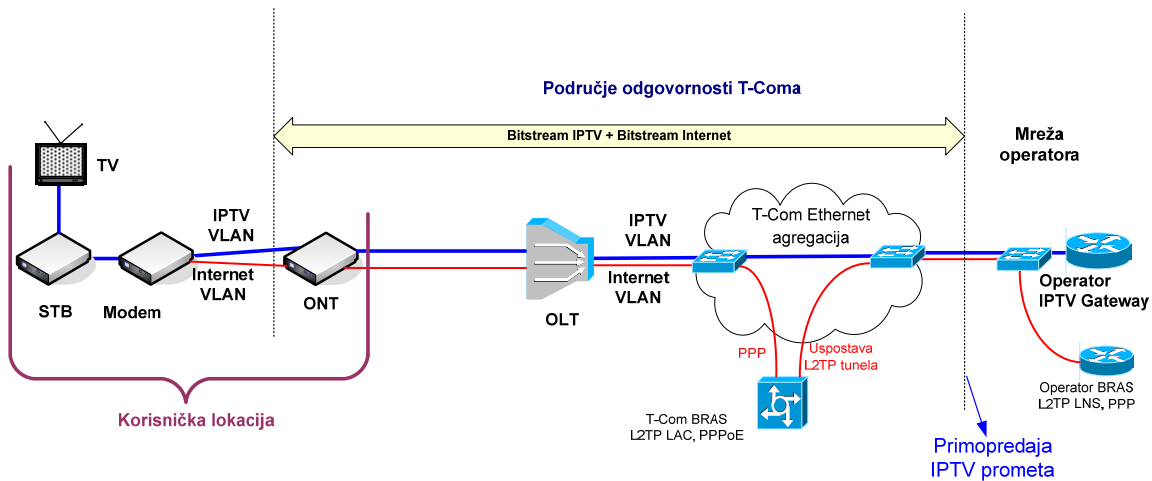 Područje odgovornosti T-Coma
Bitstream IPTV + Bitstream Internet
Mreža
operatora
TV
IPTV
VLAN
Internet
VLAN
STB
Modem
ONT
OLT
IPTV
VLAN
Internet
VLAN
T-Com Ethernet
agregacija
Operator
IPTV Gateway
PPP
Uspostava
L2TP tunela
T-Com BRAS
L2TP LAC, PPPoE
Operator BRAS
L2TP LNS, PPP
Korisnička lokacija
Primopredaja
IPTV prometa